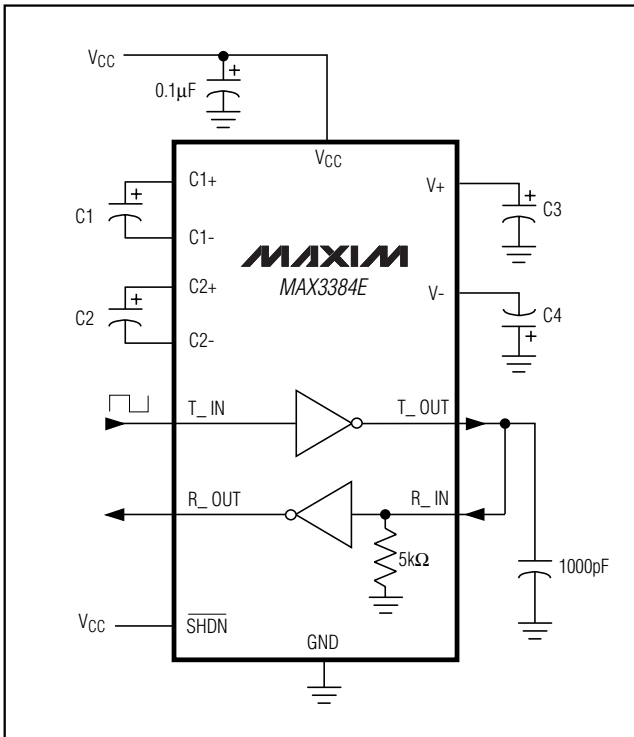 VCC
0.1µF
+
VCC
C1+
V+
+
+
C1
C3
C1-
MAXIM
C2+
MAX3384E
V-
+
C2
C4
C2-
+
T_ IN
T_ OUT
R_ OUT
R_ IN
5kΩ
1000pF
VCC
SHDN
GND